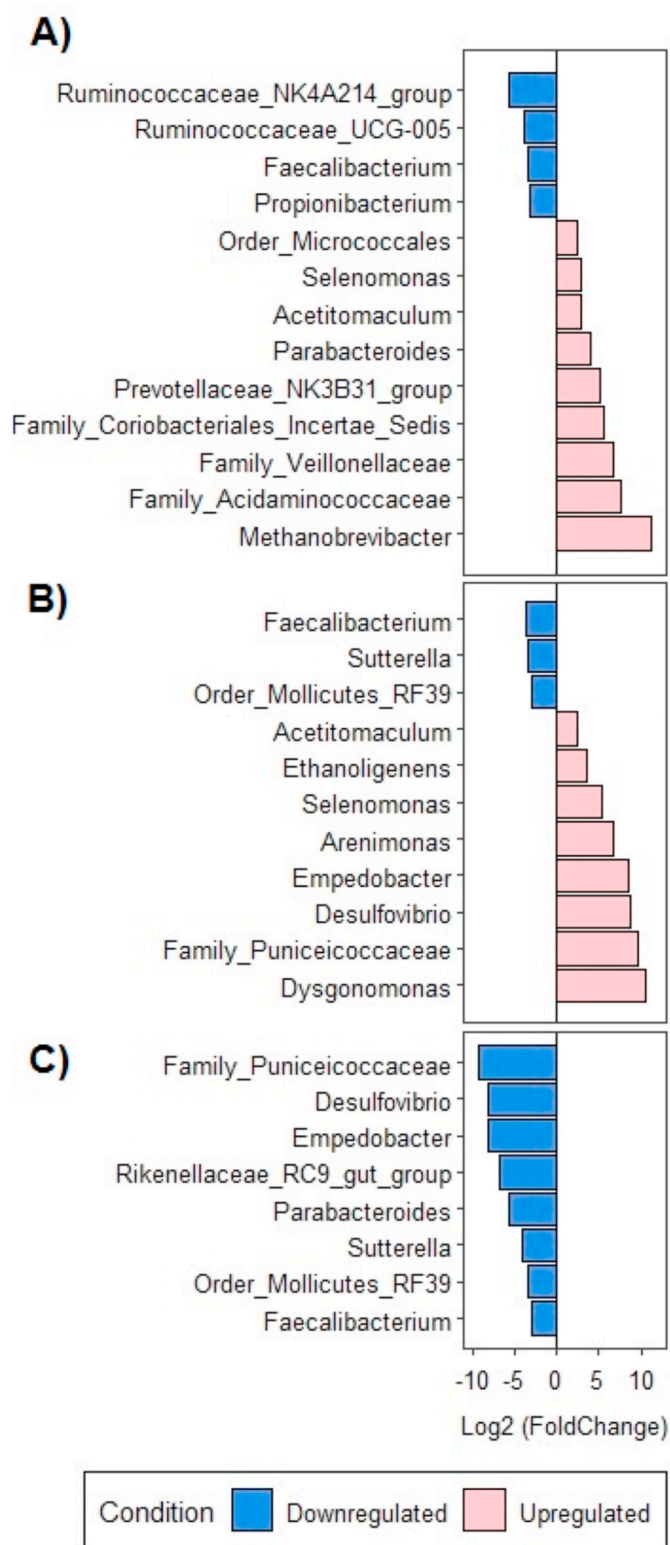 A)
Ruminococcaceae_NK4A214_group
Ruminococcaceae_UCG-005
Faecalibacterium
Propionibacterium
Order_Micrococcales
Selenomonas
Acetitomaculum
Parabacteroides
Prevotellaceae_NK3B31_group
Family_Coriobacteriales_Incertae_Sedis
Family_Veillonellaceae
Family_Acidaminococcaceae
Methanobrevibacter
B)
Faecalibacterium
Sutterella
Order_Mollicutes_RF39
Acetitomaculum
Ethanoligenens
Selenomonas
Arenimonas
Empedobacter
Desulfovibrio
Family_Puniceicoccaceae
Dysgonomonas
C)
Family_Puniceicoccaceae
Desulfovibrio
Empedobacter
Rikenellaceae_RC9_gut_group
Parabacteroides
Sutterella
Order_Mollicutes_RF39
Faecalibacterium
-10 -5 0 5 10
Log2 (FoldChange)
Condition Downregulated Upregulated